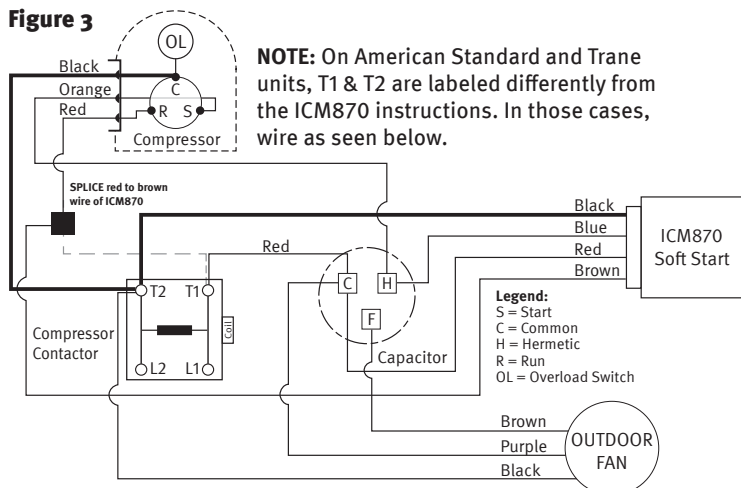 Figure 3
OL
NOTE: On American Standard and Trane
units, T1 & T2 are labeled differently from
the ICM870 instructions. In those cases,
wire as seen below.
Black
Orange
Red
C
R S
Compressor
SPLICE red to brown
wire of ICM870
Black
Blue
Red
Brown
ICM870
Soft Start
Red
T2 T1
Coil
L2 L1
Compressor
Contactor
C H
F
Capacitor
Legend:
S = Start
C = Common
H = Hermetic
R = Run
OL = Overload Switch
Brown
Purple
Black
OUTDOOR
FAN